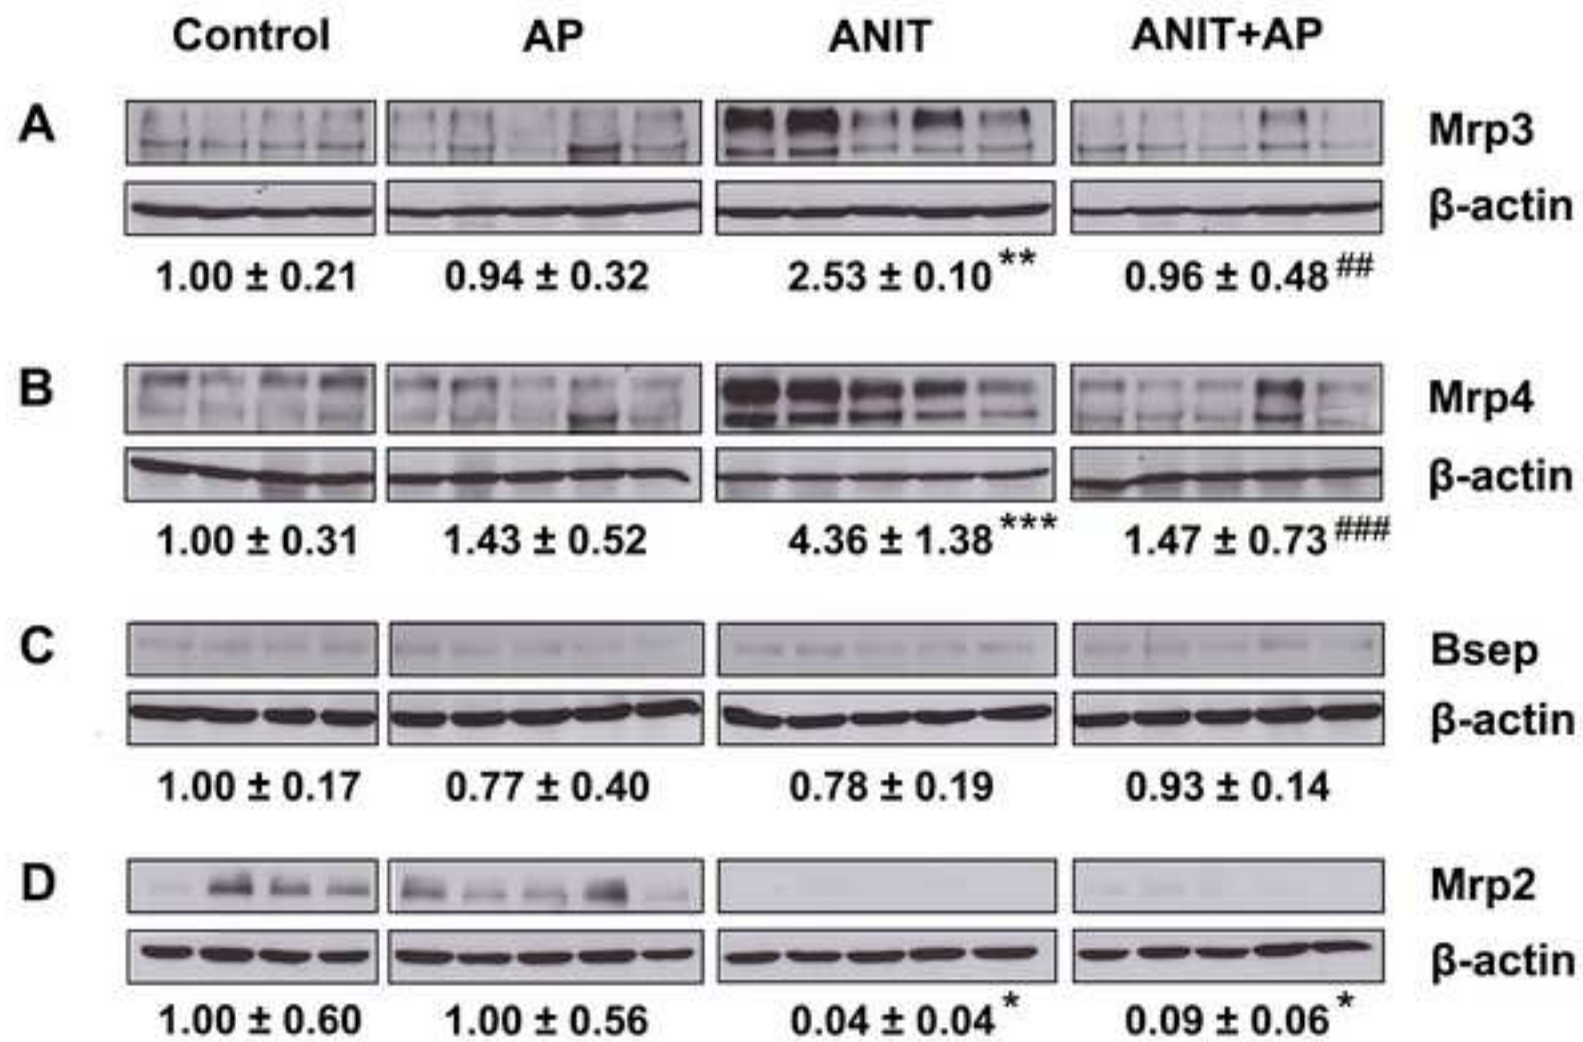 Control AP ANIT ANIT+AP
A Mrp3
β-actin
1.00 ± 0.21 0.94 ± 0.32 2.53 ± 0.10** 0.96 ± 0.48##
B Mrp4
β-actin
1.00 ± 0.31 1.43 ± 0.52 4.36 ± 1.38*** 1.47 ± 0.73###
C Bsep
β-actin
1.00 ± 0.17 0.77 ± 0.40 0.78 ± 0.19 0.93 ± 0.14
D Mrp2
β-actin
1.00 ± 0.60 1.00 ± 0.56 0.04 ± 0.04* 0.09 ± 0.06*